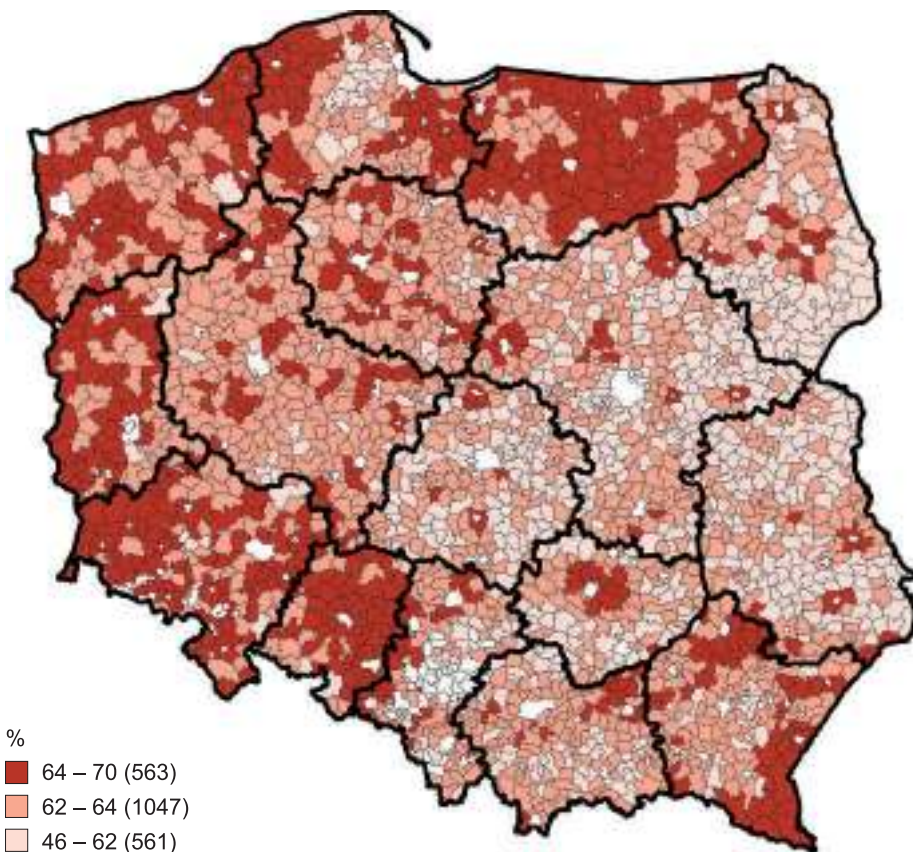 %
64 – 70 (563)
62 – 64 (1047)
46 – 62 (561)